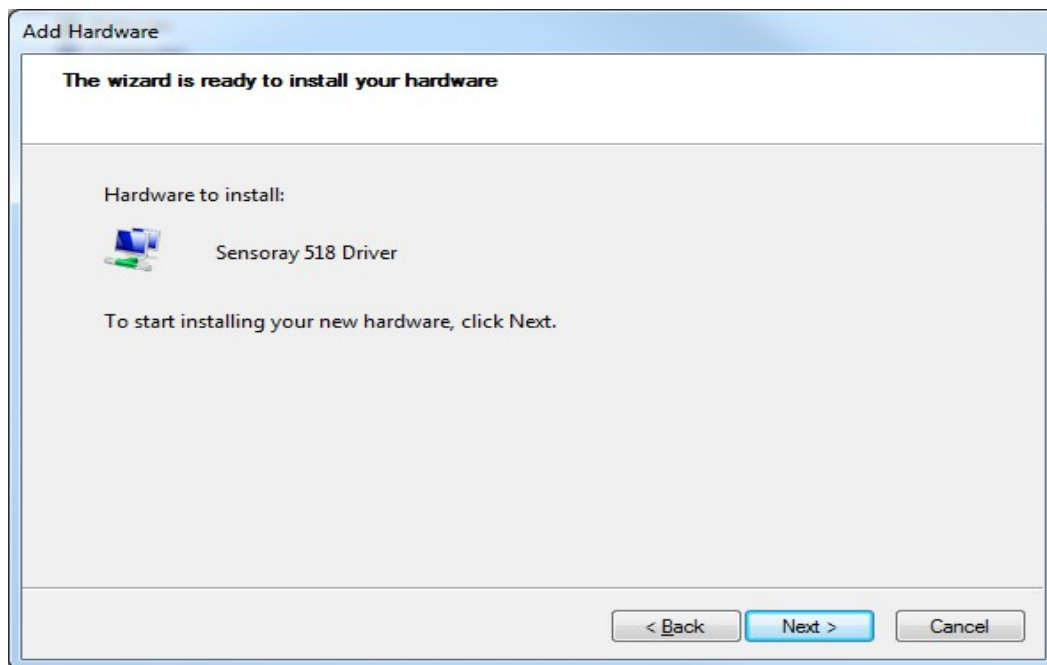 Add Hardware
The wizard is ready to install your hardware
Hardware to install:
Sensoray 518 Driver
To start installing your new hardware, click Next.
< Back
Next >
Cancel